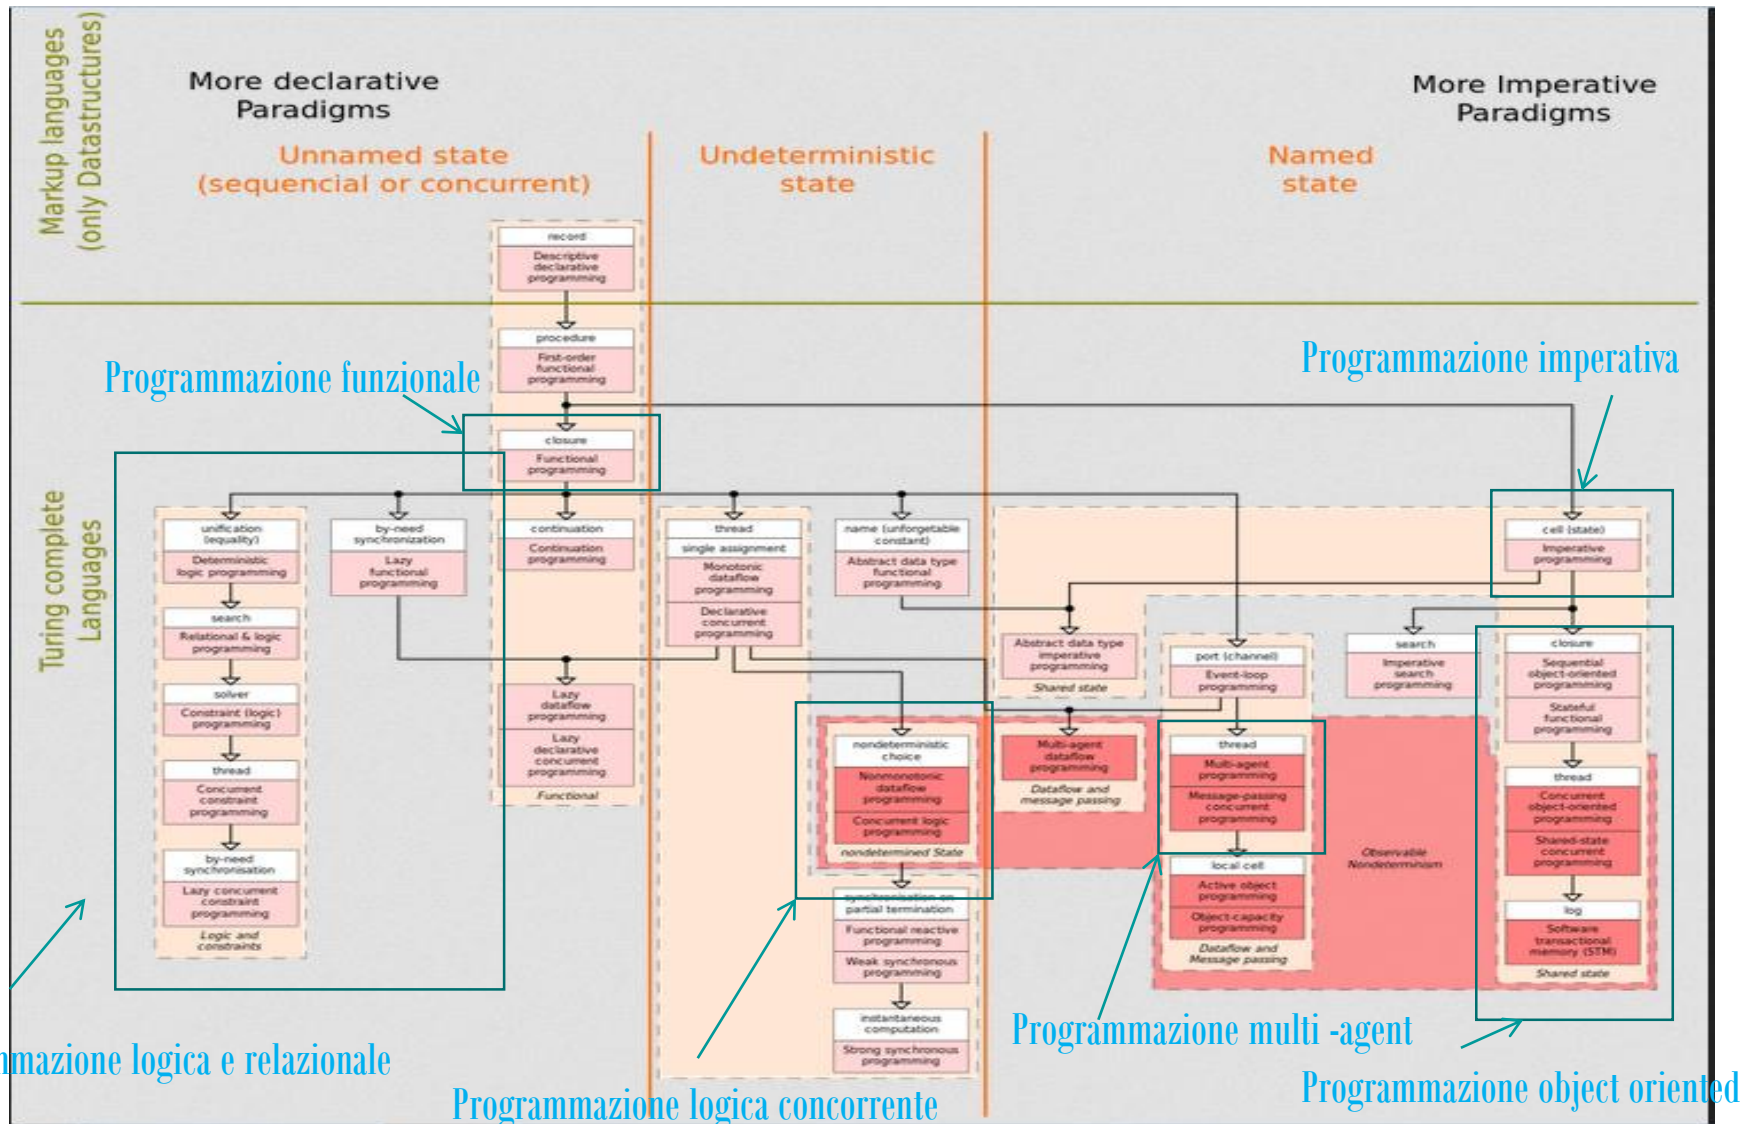 Markup languages
(only Datastructures)
More declarative
Paradigms
More Imperative
Paradigms
Unnamed state
(sequencial or concurrent)
Undeterministic
state
Named
state
record
Descriptive
declarative
programming
procedure
First-order
functional
programming
Programmazione funzionale
Programmazione imperativa
closure
Functional
programming
Turing complete
Languages
unification
(equality)
Deterministic
logic programming
search
Relational & logic
programming
solver
Constraint (logic)
programming
thread
Concurrent
constraint
programming
by-need
synchronisation
Lazy concurrent
constraint
programming
Logic and
constraints
by-need
synchronization
Lazy
functional
programming
continuation
Continuation
programming
Lazy
dataflow
programming
Lazy
declarative
concurrent
programming
Functional
thread
single assignment
Monotonic
dataflow
programming
Declarative
concurrent
programming
name (unforgetable
constant)
Abstract data type
functional
programming
nondeterministic
choice
Nonmonotonic
dataflow
programming
Concurrent logic
programming
nondetermined State
synchronisation on
partial termination
Functional reactive
programming
Weak synchronous
programming
instantaneous
computation
Strong synchronous
programming
Abstract data type
imperative
programming
Shared state
Multi-agent
dataflow
programming
Dataflow and
message passing
port (channel)
Event-loop
programming
thread
Multi-agent
programming
Message-passing
concurrent
programming
local cell
Active object
programming
Object-capacity
programming
Dataflow and
Message passing
search
Imperative
search
programming
Observable
Nondeterminism
cell (state)
Imperative
programming
closure
Sequential
object-oriented
programming
Stateful
functional
programming
thread
Concurrent
object-oriented
programming
Shared-state
concurrent
programming
log
Software
transactional
memory (STM)
Shared state
mmazione logica e relazionale
Programmazione logica concorrente
Programmazione multi -agent
Programmazione object oriented